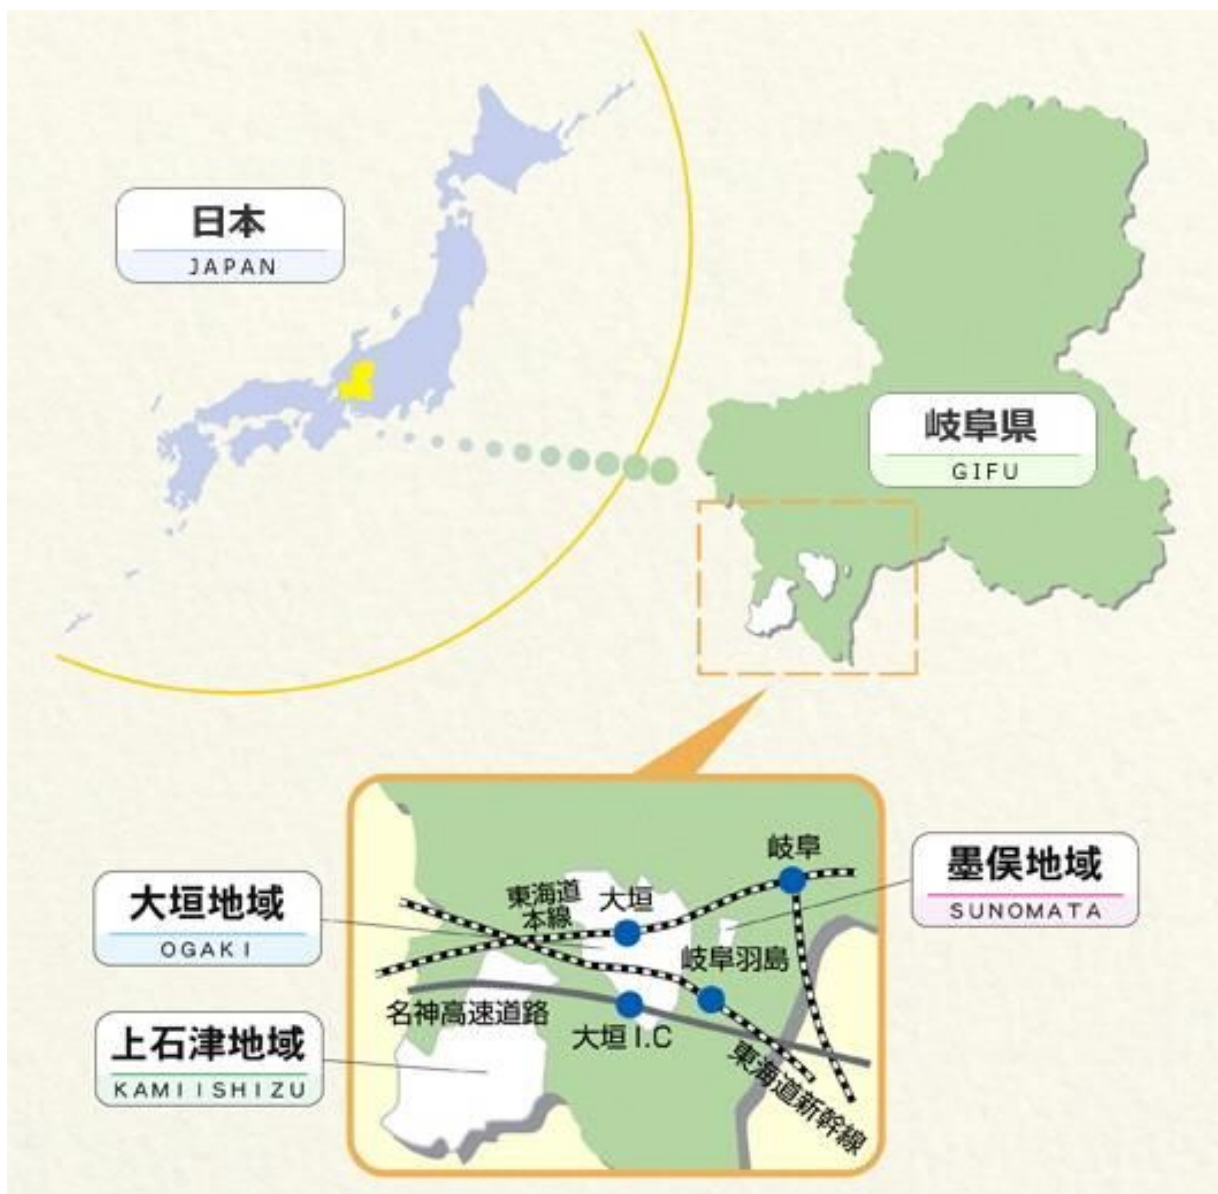 日本
JAPAN
岐阜県
GIFU
岐阜
墨俣地域
SUNOMATA
大垣地域
OGAKI
東海道
本線
大垣
岐阜羽島
名神高速道路
大垣I.C
上石津地域
KAMIISHIZU
東海道新幹線